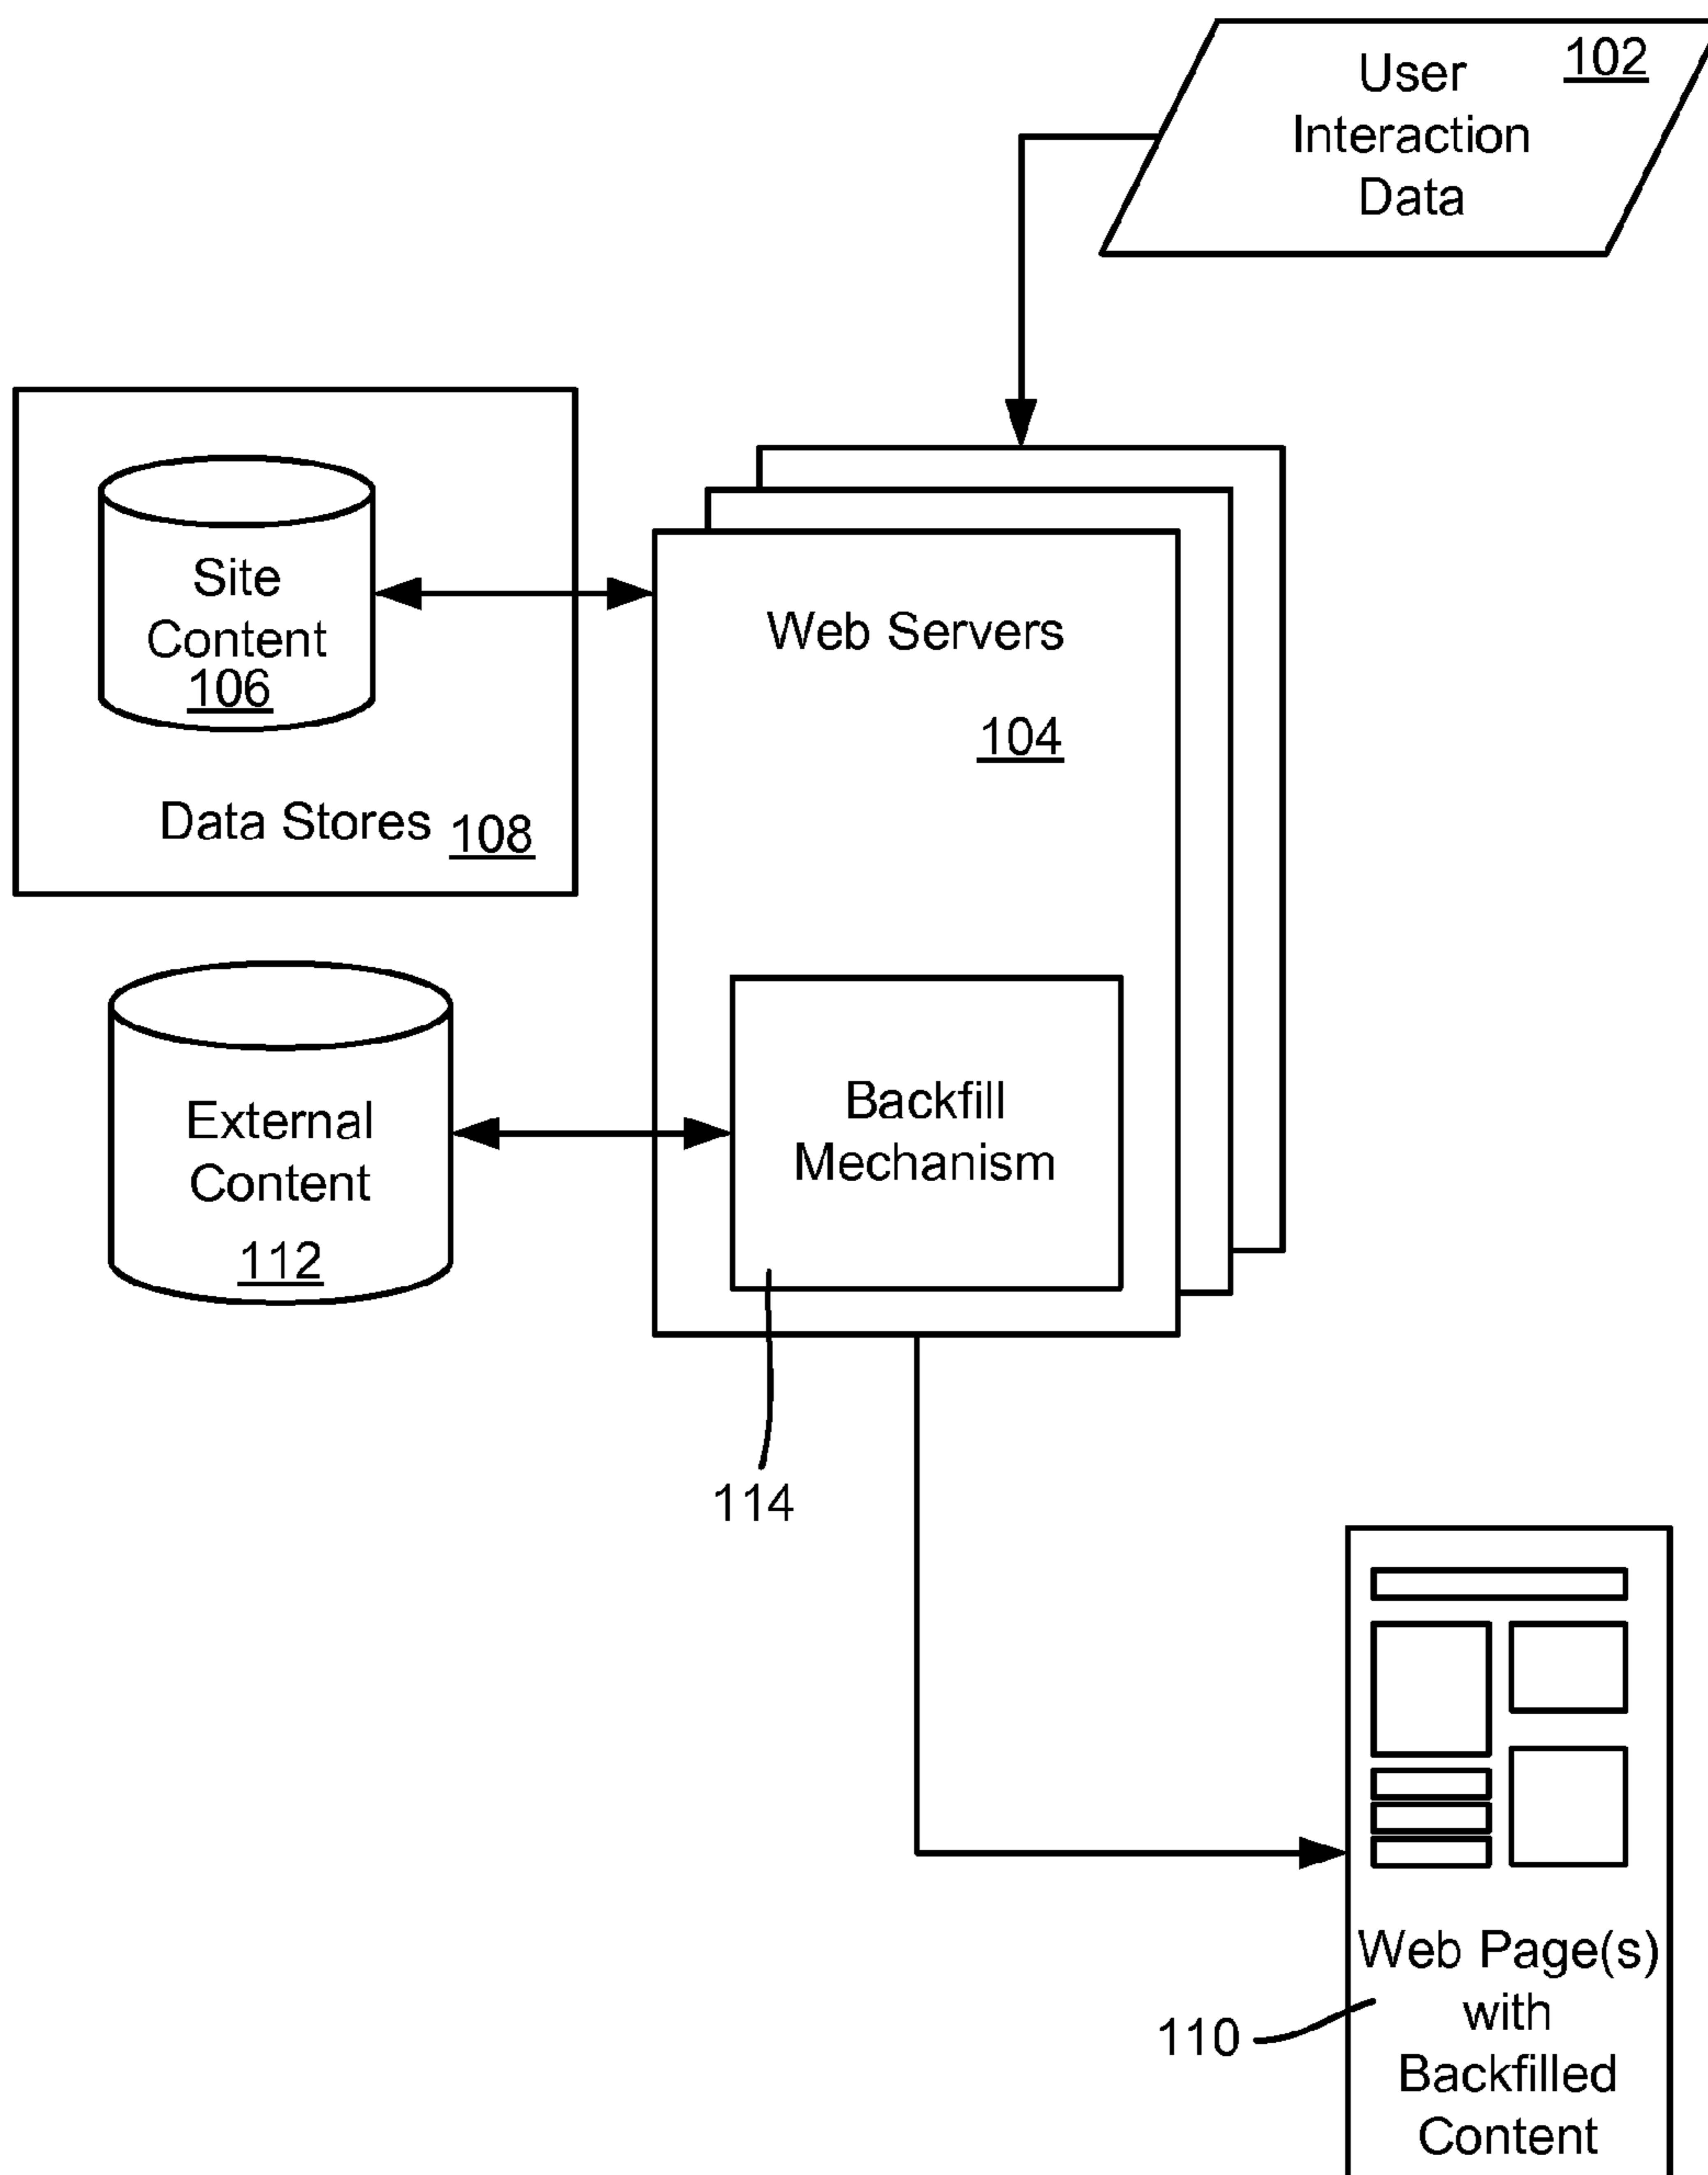 102
User
Interaction
Data
Site
Content
106
Data Stores 108
Web Servers
104
External
Content
112
Backfill
Mechanism
114
110
Web Page(s)
with
Backfilled
Content